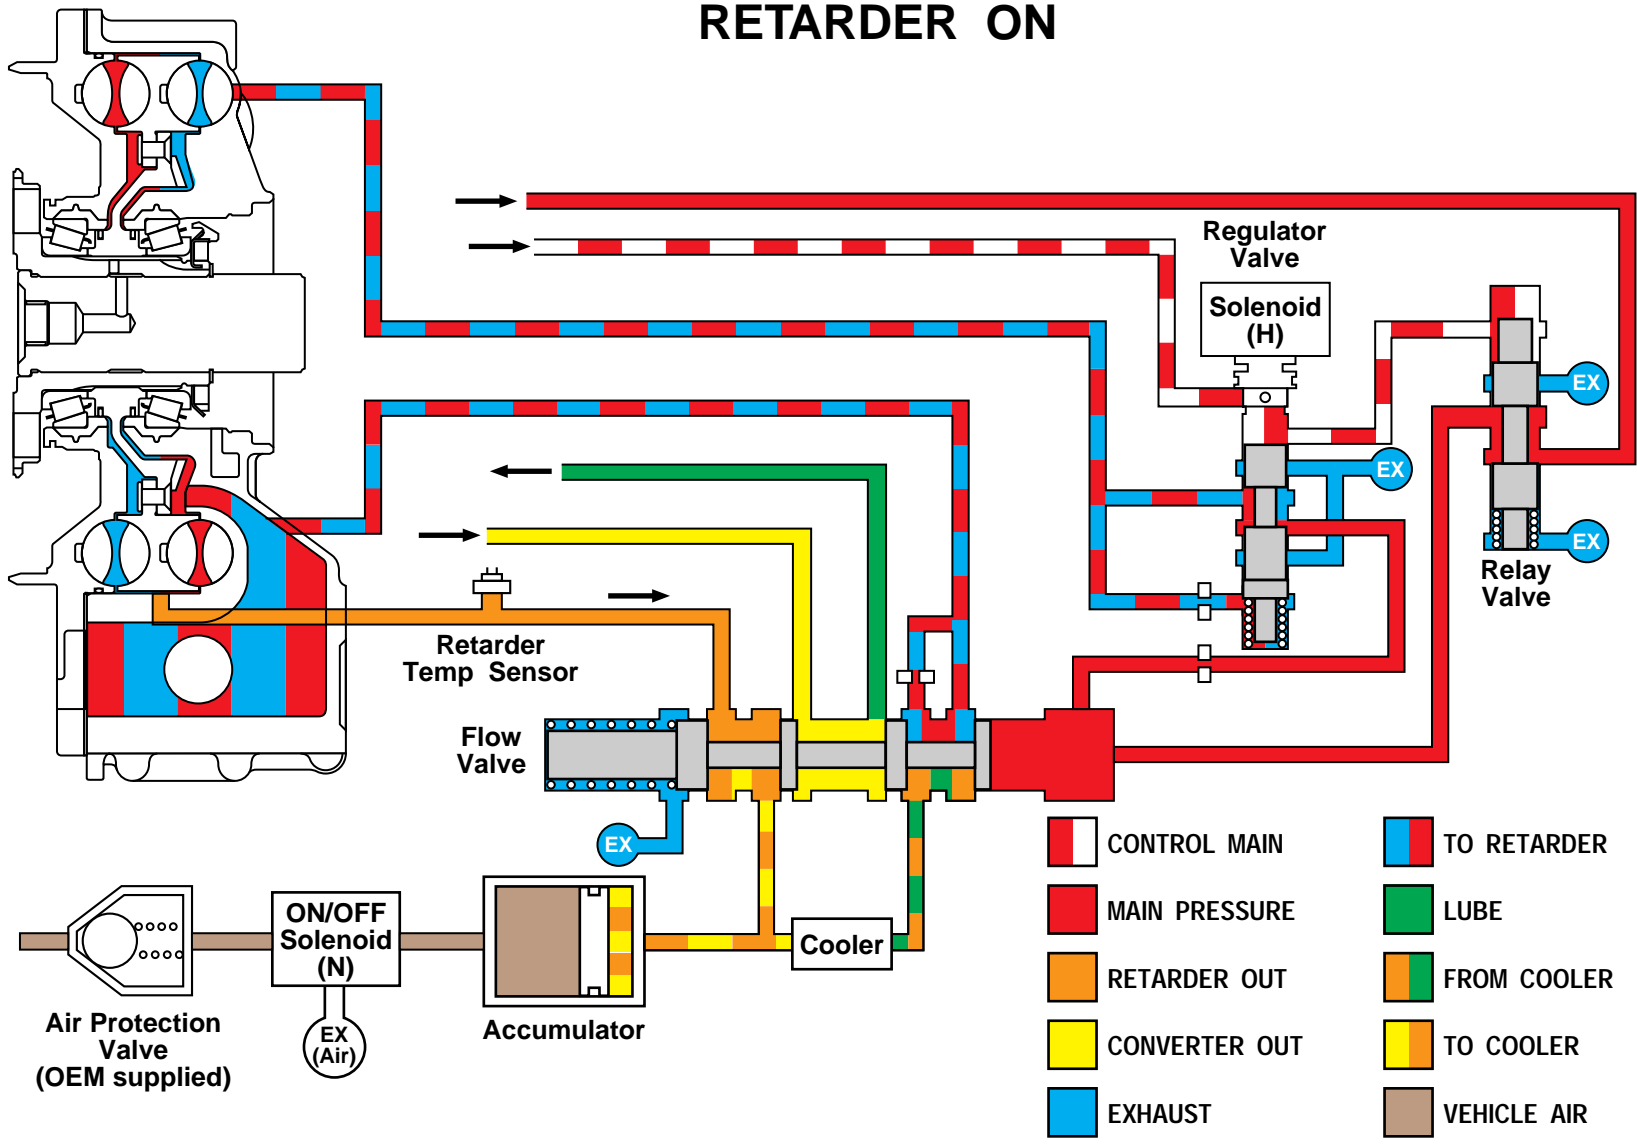 RETARDER ON
Regulator
Valve
Solenoid
(H)
EX
EX
EX
Relay
Valve
Retarder
Temp Sensor
Flow
Valve
EX
ON/OFF
Solenoid
(N)
EX
(Air)
Air Protection
Valve
(OEM supplied)
Accumulator
Cooler
CONTROL MAIN
MAIN PRESSURE
RETARDER OUT
CONVERTER OUT
EXHAUST
TO RETARDER
LUBE
FROM COOLER
TO COOLER
VEHICLE AIR